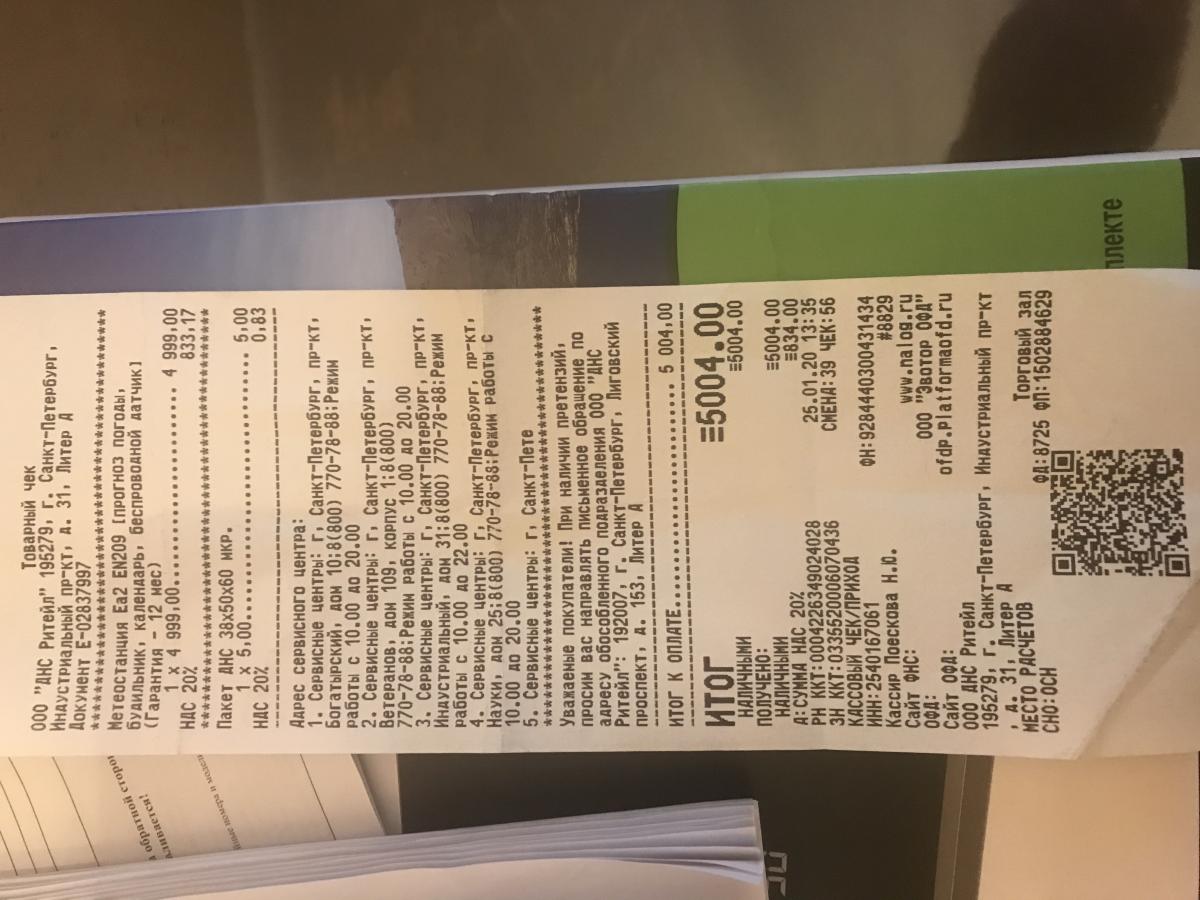 Товарный чек
ООО "ДНС Ритейл" 195279, г. Санкт-Петербург,
Индустриальный пр-кт, д. 31, Литер А
Документ Е-02837997
Метеостанция Ea2 EN209 [прогноз погоды,
будильник, календарь, беспроводной датчик]
(Гарантия - 12 мес)
1 x 4 999,00..................... 4 999,00
НДС 20% 833,17
Пакет ДНС 38x50x60 мкр.
1 x 5,00............................ 5,00
НДС 20% 0,83
Адрес сервисного центра:
1. Сервисные центры: г, Санкт-Петербург, пр-кт,
Богатырский, дом 10;8(800) 770-78-88;Режим
работы с 10.00 до 20.00
2. Сервисные центры: г, Санкт-Петербург, пр-кт,
Ветеранов, дом 109, корпус 1;8(800)
770-78-88;Режим работы с 10.00 до 20.00
3. Сервисные центры: г, Санкт-Петербург, пр-кт,
Индустриальный, дом 31;8(800) 770-78-88;Режим
работы с 10.00 до 22.00
4. Сервисные центры: г, Санкт-Петербург, пр-кт,
Науки, дом 25;8(800) 770-78-88;Режим работы с
10.00 до 20.00
5. Сервисные центры: г, Санкт-Пете
Уважаемые покупатели! При наличии претензий,
просим вас направлять письменное обращение по
адресу обособленного подразделения ООО "ДНС
Ритейл": 192007, г. Санкт-Петербург, Лиговский
проспект, д. 153, Литер А
ИТОГ К ОПЛАТЕ...................... 5 004,00
ИТОГ ≡5004.00
НАЛИЧНЫМИ ≡5004.00
ПОЛУЧЕНО:
НАЛИЧНЫМИ ≡5004.00
А:СУММА НДС 20% ≡834.00
РН ККТ:0004226349024028 25.01.20 13:35
ЗН ККТ:03355200060704​36 СМЕНА:39 ЧЕК:56
КАССОВЫЙ ЧЕК/ПРИХОД
ИНН:2540167061 ФН:9284440300431434
Кассир Поескова Н.Ю. #8829
Сайт ФНС: www.nalog.ru
ОФД: ООО "Эвотор ОФД"
Сайт ОФД: ofdp.Platformaofd.ru
ООО ДНС Ритейл
195279, г. Санкт-Петербург, Индустриальный пр-кт
, д. 31, Литер А
МЕСТО РАСЧЕТОВ Торговый зал
СНО:ОСН ФД:8725 ФП:1502884629
плекте
обратной сторо
номера и модел